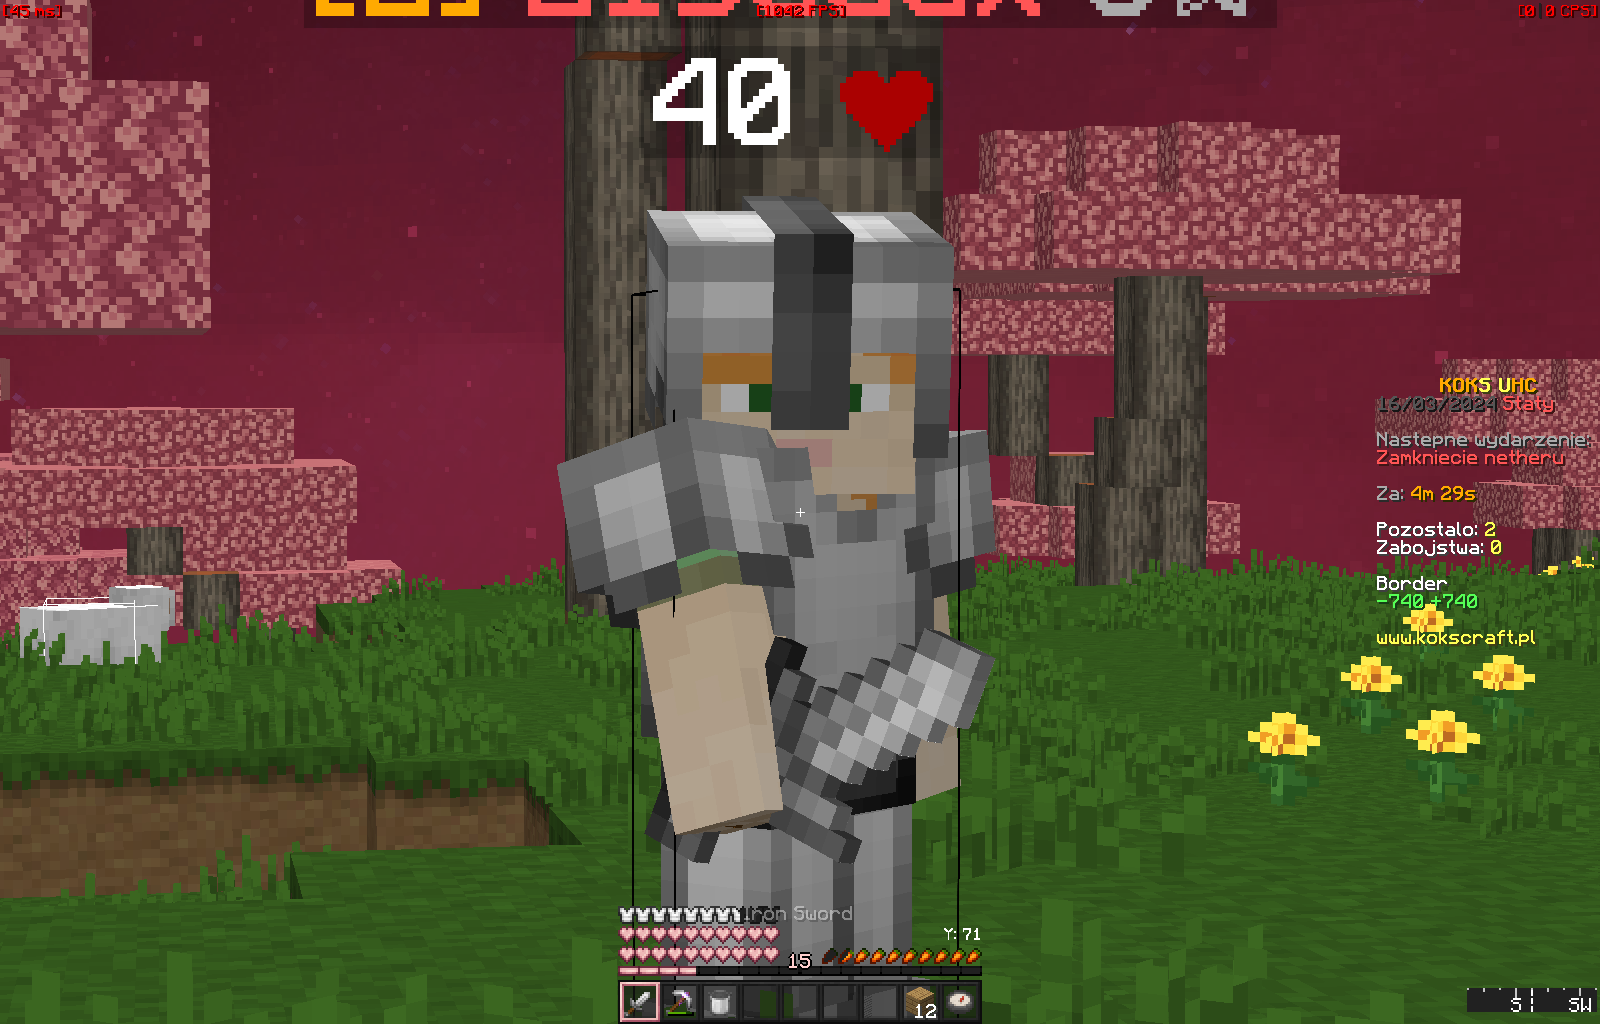 [45 ms]
[1042 FPS]
[0 | 0 CPS]
40
KOKS UHC
16/03/2024 Staty
Nastepne wydarzenie:
Zamkniecie netheru
Za: 4m 29s
Pozostalo: 2
Zabojstwa: 0
Border
-740 +740
www.kokscraft.pl
Iron Sword
Y: 71
15
12
S
SW